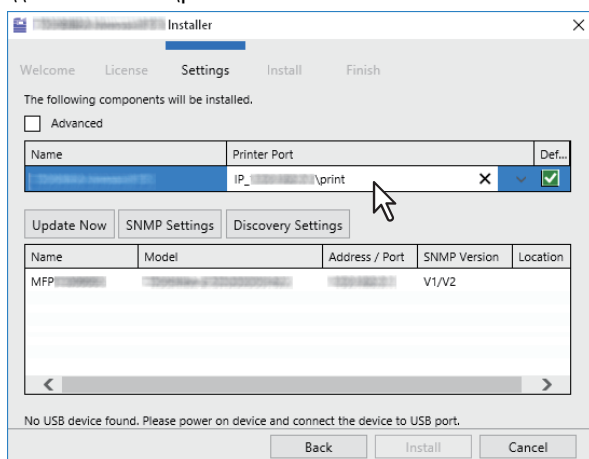 Installer
Welcome License Settings Install Finish
The following components will be installed.
Advanced
Name Printer Port Def...
IP_ \print
Update Now SNMP Settings Discovery Settings
Name Model Address / Port SNMP Version Location
MFP V1/V2
No USB device found. Please power on device and connect the device to USB port.
Back Install Cancel